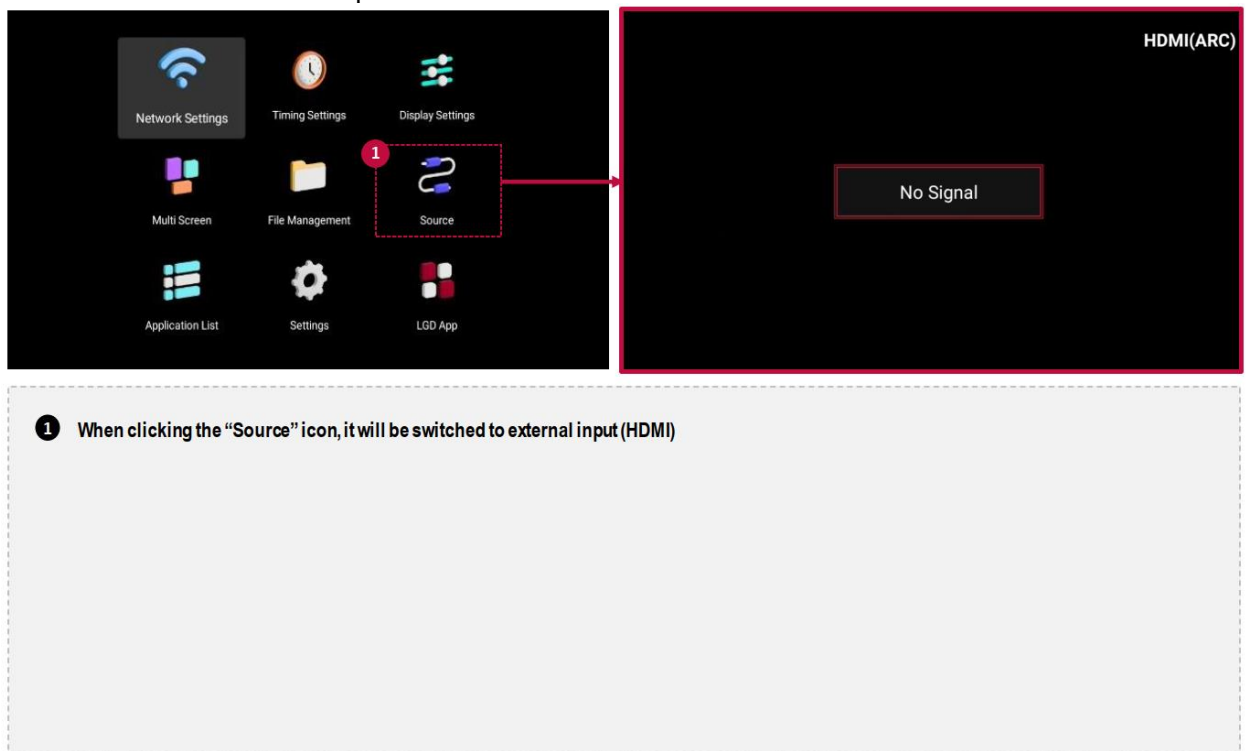 HDMI(ARC)
Network Settings
Timing Settings
Display Settings
1
Multi Screen
File Management
Source
No Signal
Application List
Settings
LGD App
1 When clicking the “Source” icon, it will be switched to external input (HDMI)